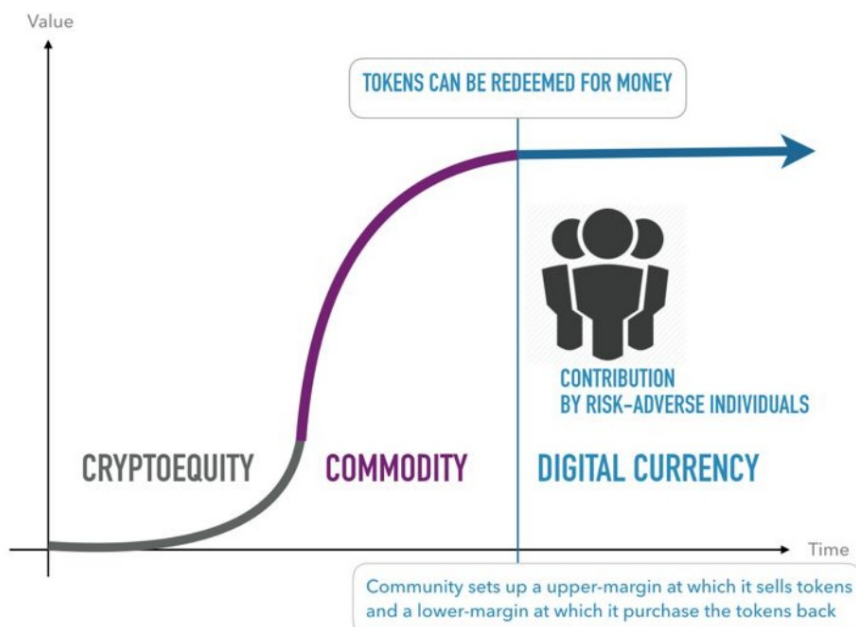 Value
TOKENS CAN BE REDEEMED FOR MONEY
CONTRIBUTION
BY RISK-ADVERSE INDIVIDUALS
CRYPTOEQUITY
COMMODITY
DIGITAL CURRENCY
Time
Community sets up a upper-margin at which it sells tokens
and a lower-margin at which it purchase the tokens back